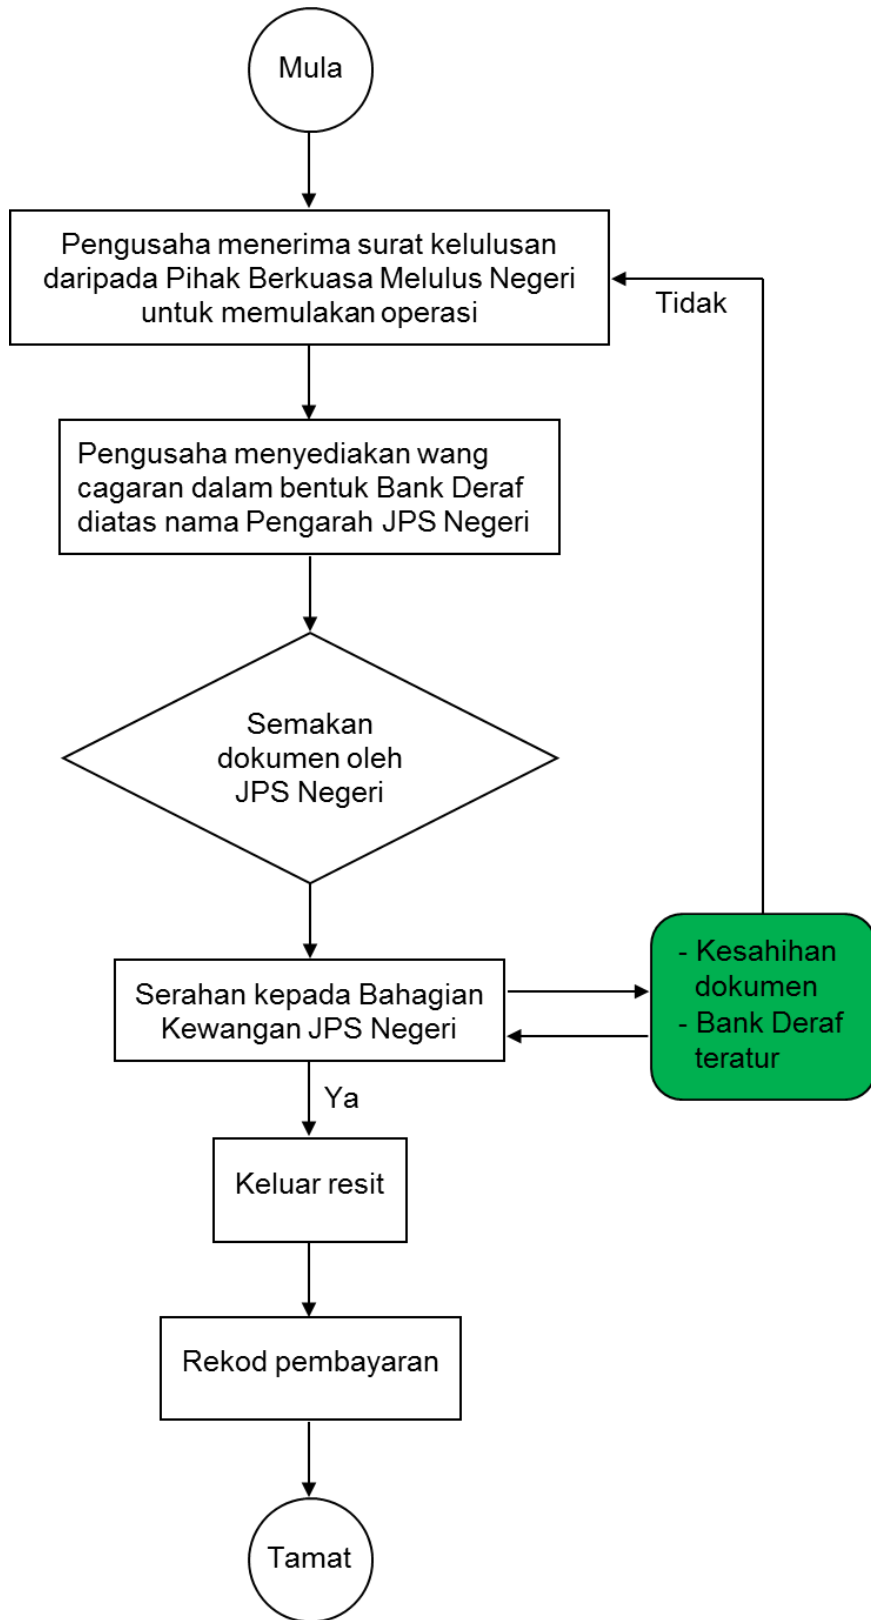 Mula
Pengusaha menerima surat kelulusan
daripada Pihak Berkuasa Melulus Negeri
untuk memulakan operasi
Tidak
Pengusaha menyediakan wang
cagaran dalam bentuk Bank Deraf
diatas nama Pengarah JPS Negeri
Semakan
dokumen oleh
JPS Negeri
Serahan kepada Bahagian
Kewangan JPS Negeri
- Kesahihan
dokumen
- Bank Deraf
teratur
Ya
Keluar resit
Rekod pembayaran
Tamat